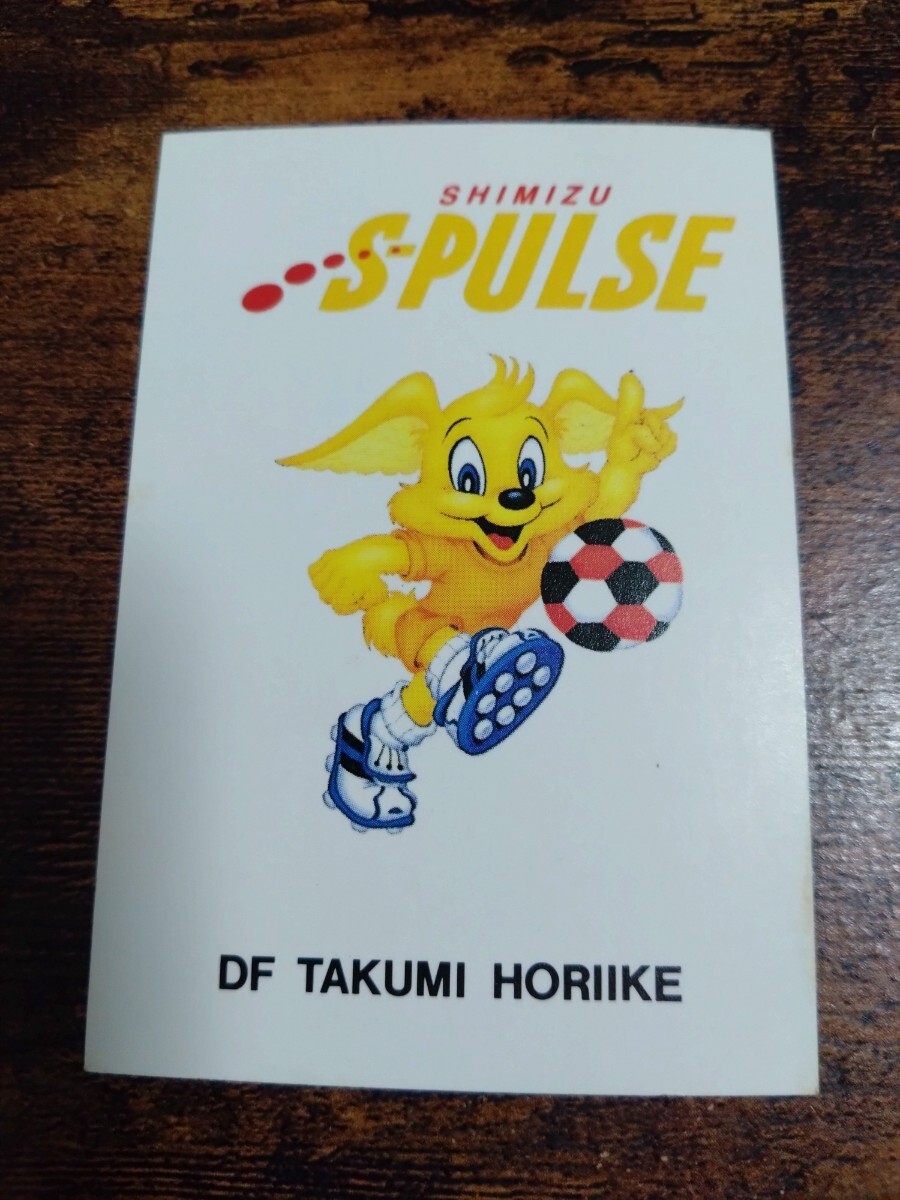 SHIMIZU
S-PULSE
DF TAKUMI HORIIKE